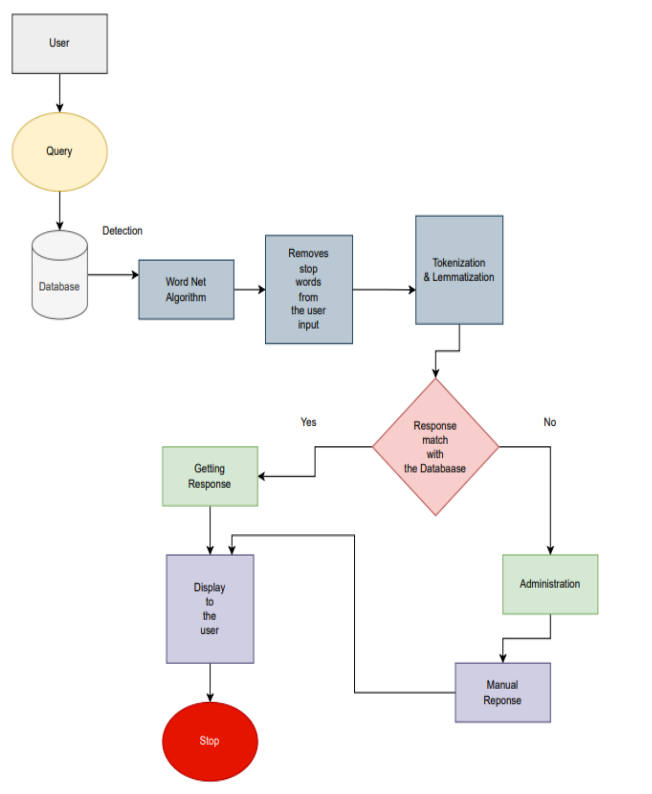 User
Query
Detection
Database
Word Net
Algorithm
Removes
stop
words
from
the user
input
Tokenization
& Lemmatization
Response
match
with
the Databaase
Yes
No
Getting
Response
Administration
Display
to
the
user
Manual
Reponse
Stop